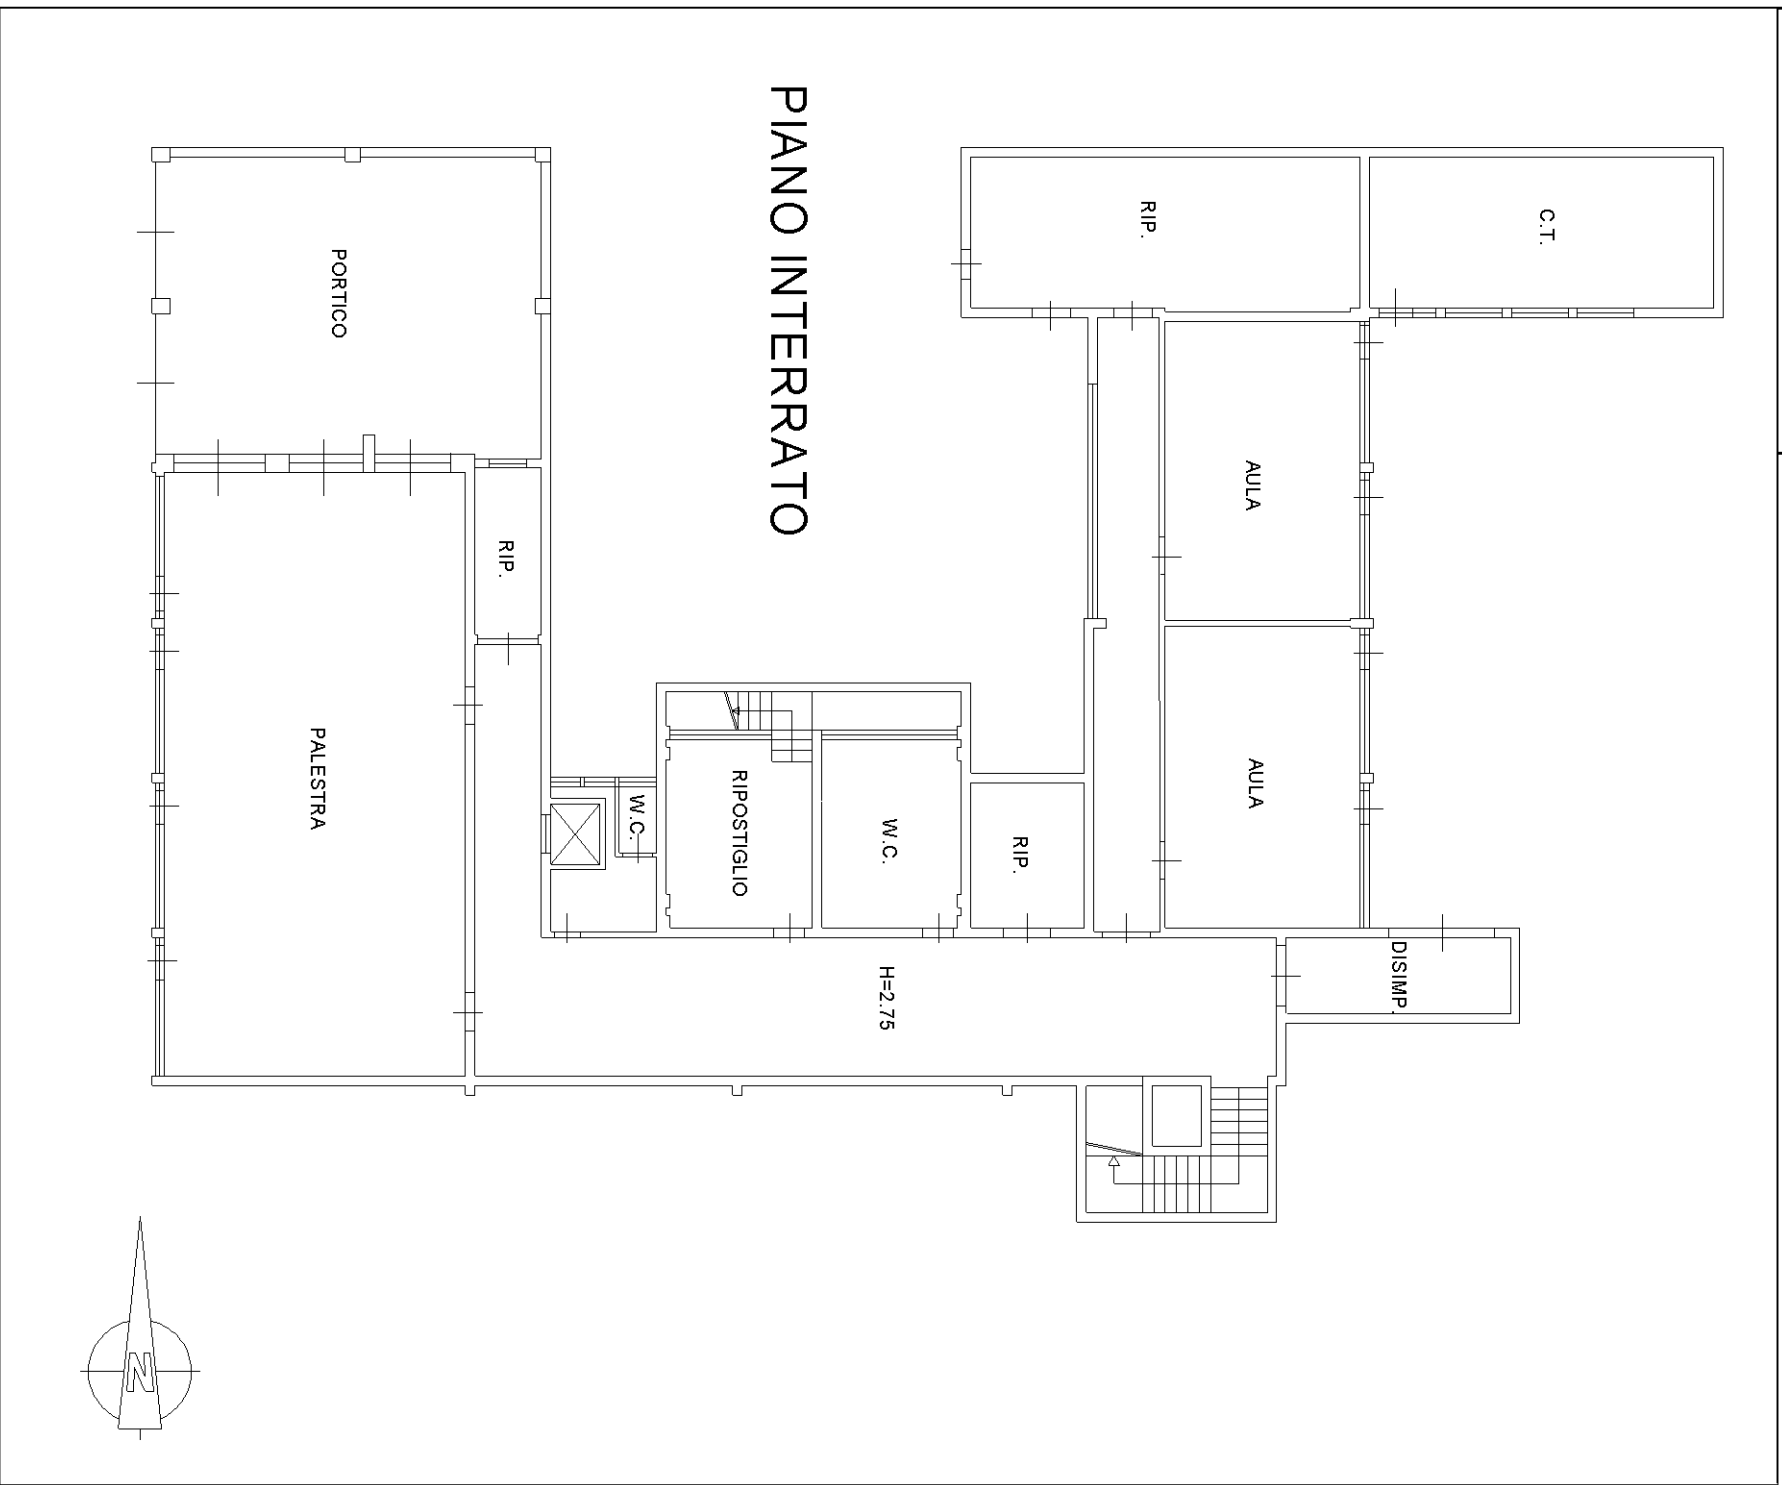 PIANO INTERRATO
C.T.
RIP.
PORTICO
AULA
RIP.
AULA
PALESTRA
RIPOSTIGLIO
W.C.
W.C.
RIP.
DISIMP.
H=2.75
N